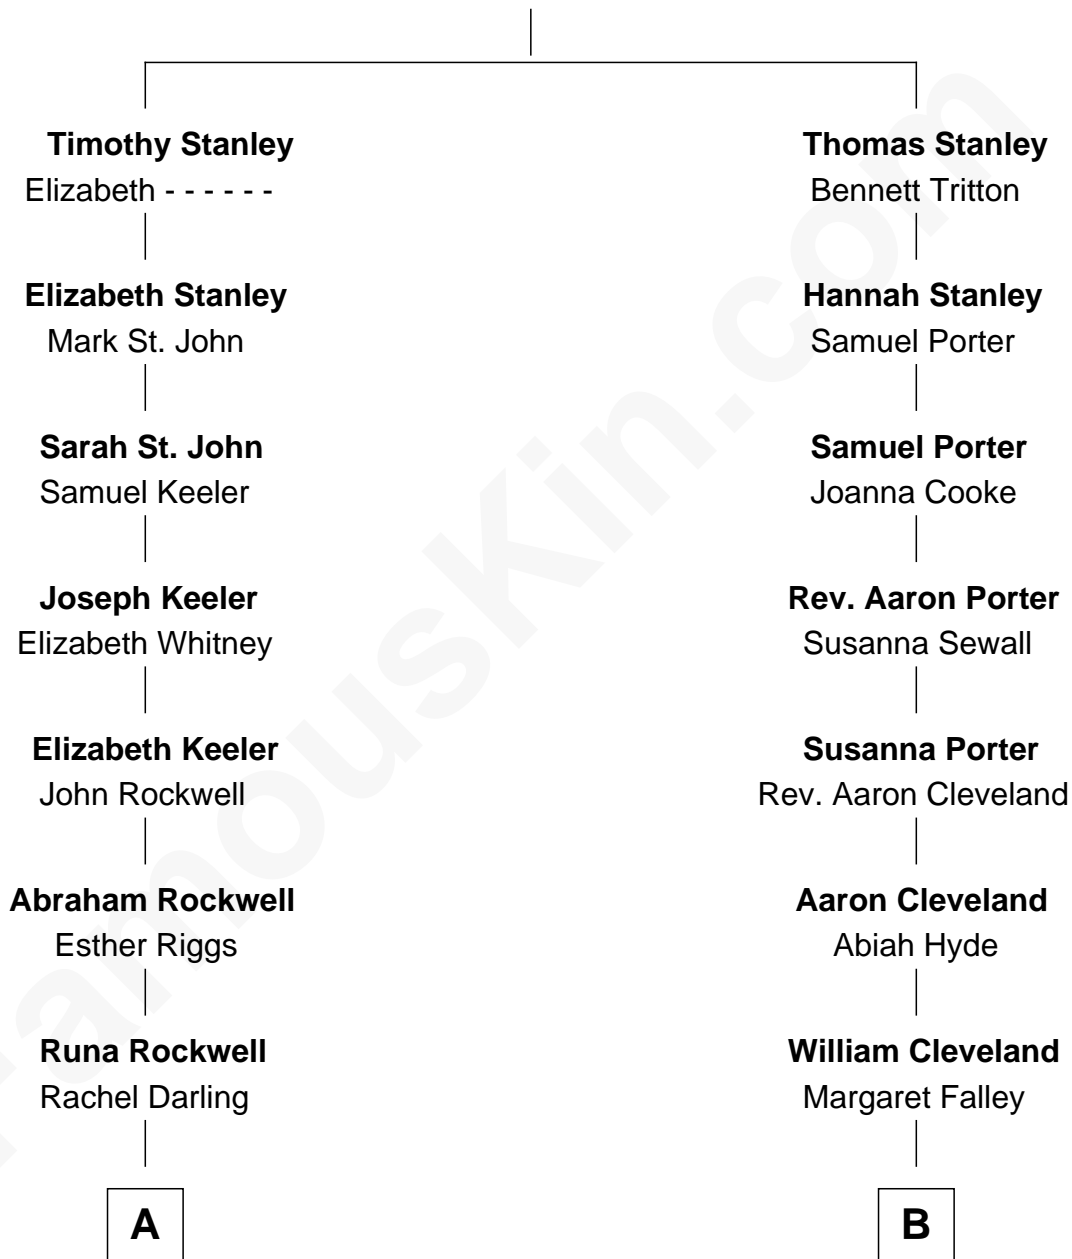 Timothy Stanley
Elizabeth - - - - - -
Elizabeth Stanley
Mark St. John
Sarah St. John
Samuel Keeler
Joseph Keeler
Elizabeth Whitney
Elizabeth Keeler
John Rockwell
Abraham Rockwell
Esther Riggs
Runa Rockwell
Rachel Darling
A
Thomas Stanley
Bennett Tritton
Hannah Stanley
Samuel Porter
Samuel Porter
Joanna Cooke
Rev. Aaron Porter
Susanna Sewall
Susanna Porter
Rev. Aaron Cleveland
Aaron Cleveland
Abiah Hyde
William Cleveland
Margaret Falley
B
FamousKin.com